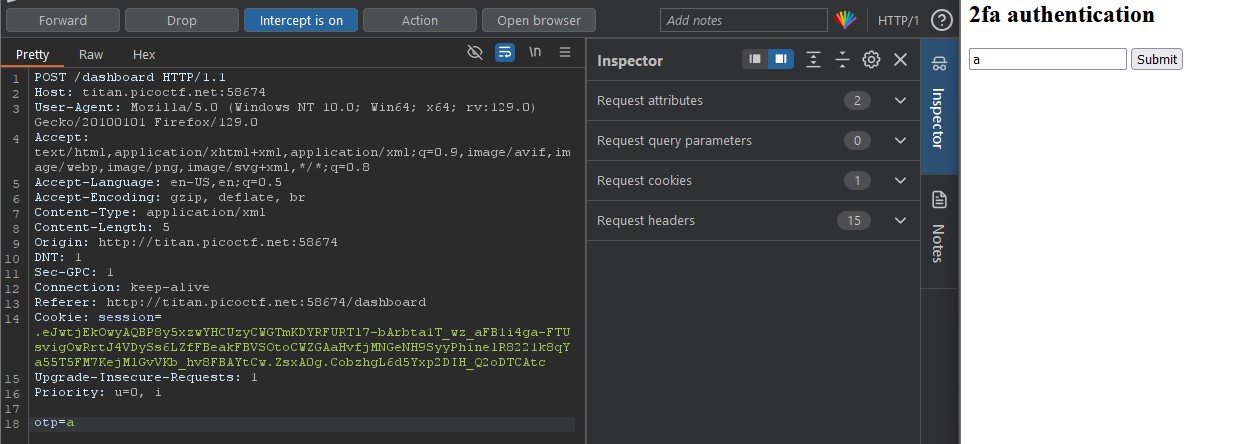 Forward Drop Intercept is on Action Open browser Add notes HTTP/1 ?
Pretty Raw Hex \n
1 POST /dashboard HTTP/1.1
2 Host: titan.picoctf.net:58674
3 User-Agent: Mozilla/5.0 (Windows NT 10.0; Win64; x64; rv:129.0)
Gecko/20100101 Firefox/129.0
4 Accept:
text/html,application/xhtml+xml,application/xml;q=0.9,image/avif,im
age/webp,image/png,image/svg+xml,*/*;q=0.8
5 Accept-Language: en-US,en;q=0.5
6 Accept-Encoding: gzip, deflate, br
7 Content-Type: application/xml
8 Content-Length: 5
9 Origin: http://titan.picoctf.net:58674
10 DNT: 1
11 Sec-GPC: 1
12 Connection: keep-alive
13 Referer: http://titan.picoctf.net:58674/dashboard
14 Cookie: session=
15 Upgrade-Insecure-Requests: 1
16 Priority: u=0, i
17
18 otp=a
Inspector
Request attributes 2
Request query parameters 0
Request cookies 1
Request headers 15
Inspector
Notes
2fa authentication
a Submit